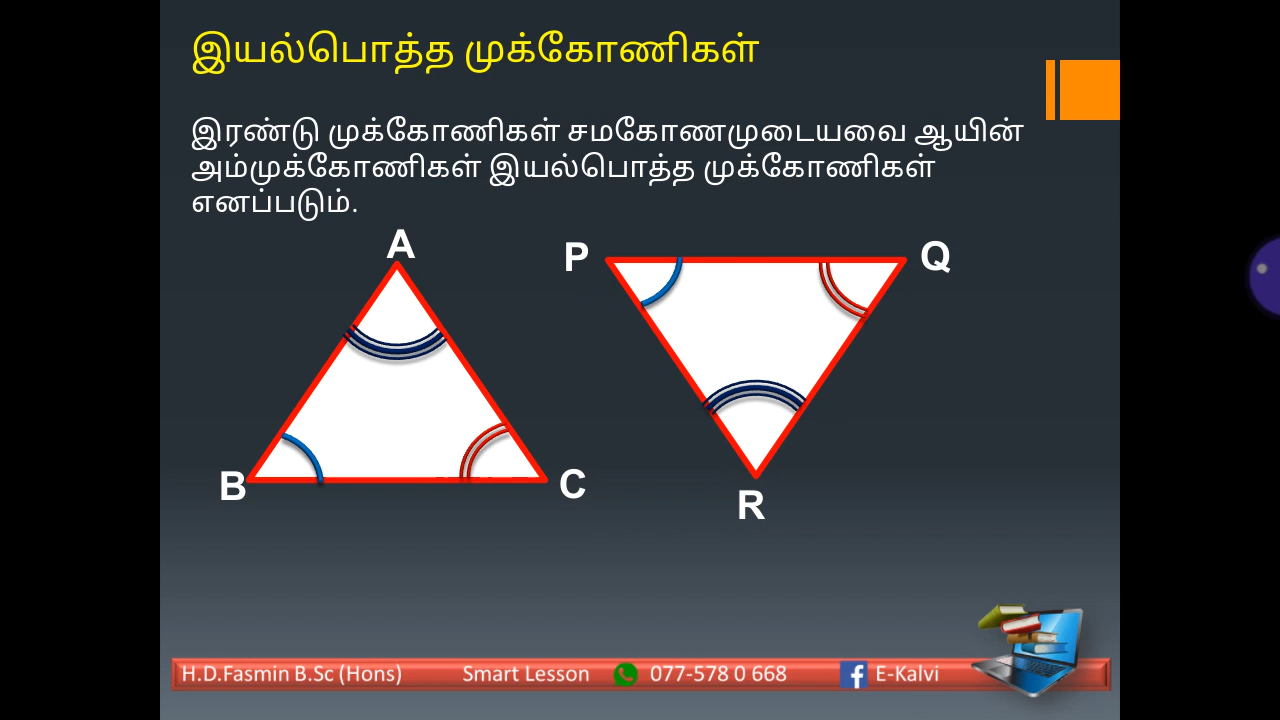 இயல்பொத்த முக்கோணிகள்
இரண்டு முக்கோணிகள் சமகோணமுடையவை ஆயின்
அம்முக்கோணிகள் இயல்பொத்த முக்கோணிகள்
எனப்படும்.
A
P
Q
B
C
R
H.D.Fasmin B.Sc (Hons) Smart Lesson 077-578 0 668 E-Kalvi